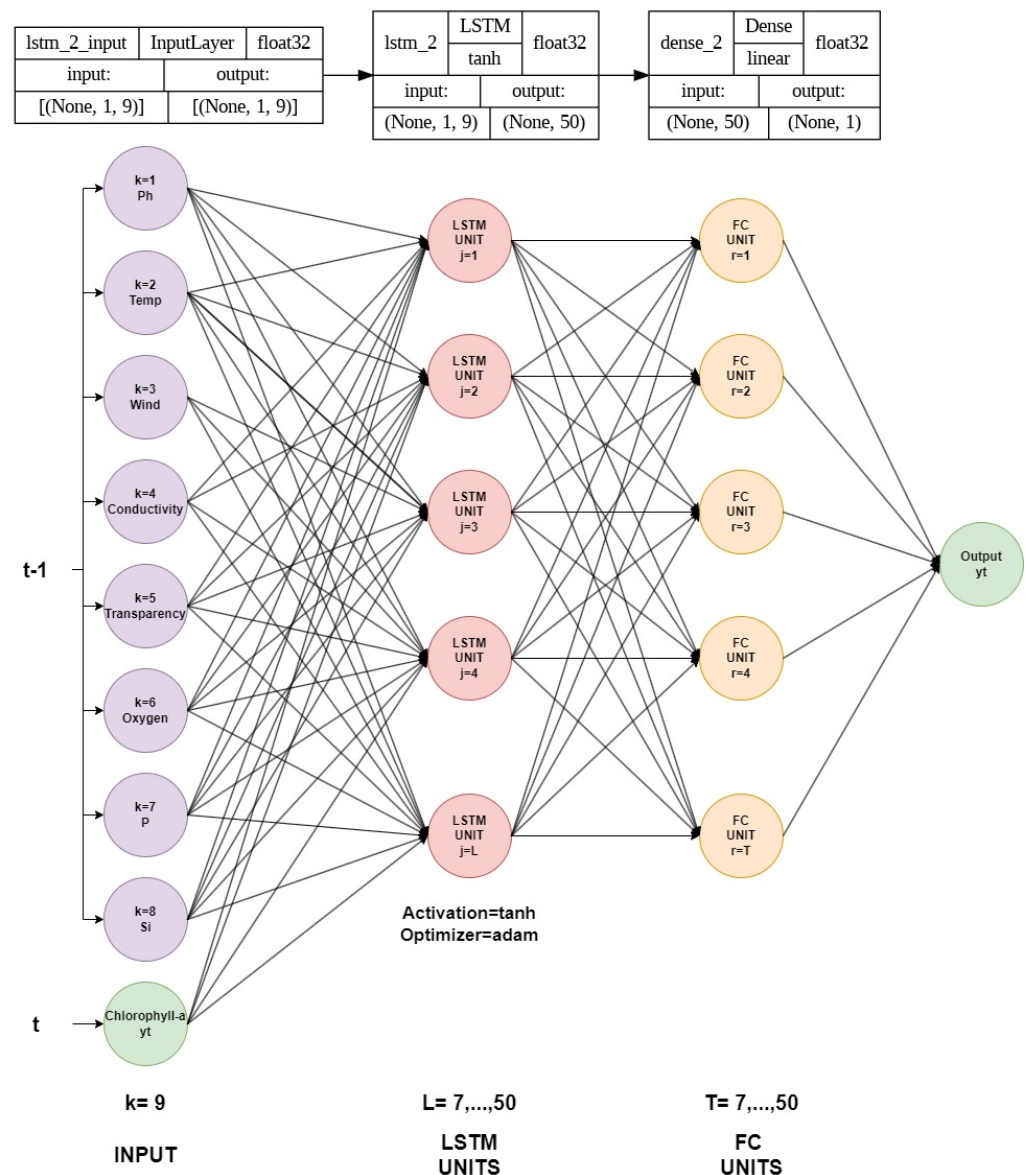 lstm_2_input InputLayer float32
input: output:
[(None, 1, 9)] [(None, 1, 9)]
lstm_2 LSTM float32
tanh
input: output:
(None, 1, 9) (None, 50)
dense_2 Dense float32
linear
input: output:
(None, 50) (None, 1)
t-1
k=1
Ph
k=2
Temp
k=3
Wind
k=4
Conductivity
k=5
Transparency
k=6
Oxygen
k=7
P
k=8
Si
t
Chlorophyll-a
yt
LSTM
UNIT
j=1
LSTM
UNIT
j=2
LSTM
UNIT
j=3
LSTM
UNIT
j=4
LSTM
UNIT
j=L
Activation=tanh
Optimizer=adam
FC
UNIT
r=1
FC
UNIT
r=2
FC
UNIT
r=3
FC
UNIT
r=4
FC
UNIT
r=T
Output
yt
k= 9
INPUT
L= 7,...,50
LSTM
UNITS
T= 7,...,50
FC
UNITS